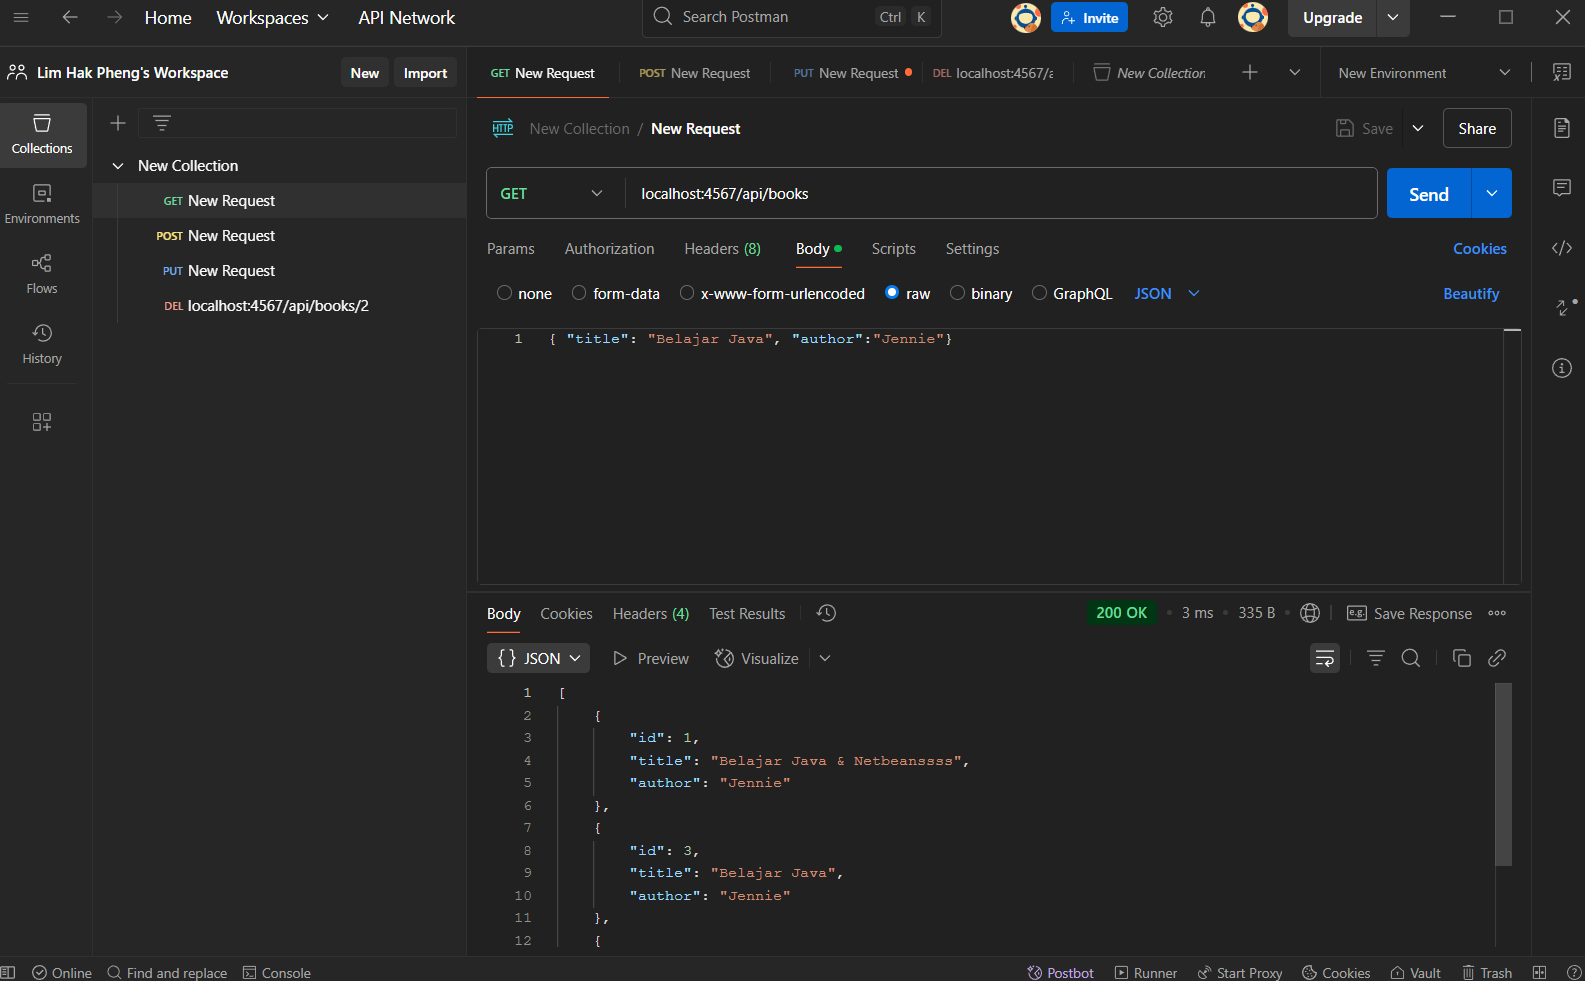 Home Workspaces API Network Search Postman Ctrl K Invite Upgrade
Lim Hak Pheng's Workspace New Import
GET New Request POST New Request PUT New Request DEL localhost:4567/a New Collection New Environment
Collections
Environments
Flows
History
New Collection
GET New Request
POST New Request
PUT New Request
DEL localhost:4567/api/books/2
HTTP New Collection / New Request Save Share
GET localhost:4567/api/books Send
Params Authorization Headers (8) Body Scripts Settings Cookies
none form-data x-www-form-urlencoded raw binary GraphQL JSON Beautify
1 { "title": "Belajar Java", "author":"Jennie"}
Body Cookies Headers (4) Test Results 200 OK 3 ms 335 B e.g. Save Response
{} JSON Preview Visualize
1 [
2 {
3 "id": 1,
4 "title": "Belajar Java & Netbeanssss",
5 "author": "Jennie"
6 },
7 {
8 "id": 3,
9 "title": "Belajar Java",
10 "author": "Jennie"
11 },
12 {
Online Find and replace Console Postbot Runner Start Proxy Cookies Vault Trash